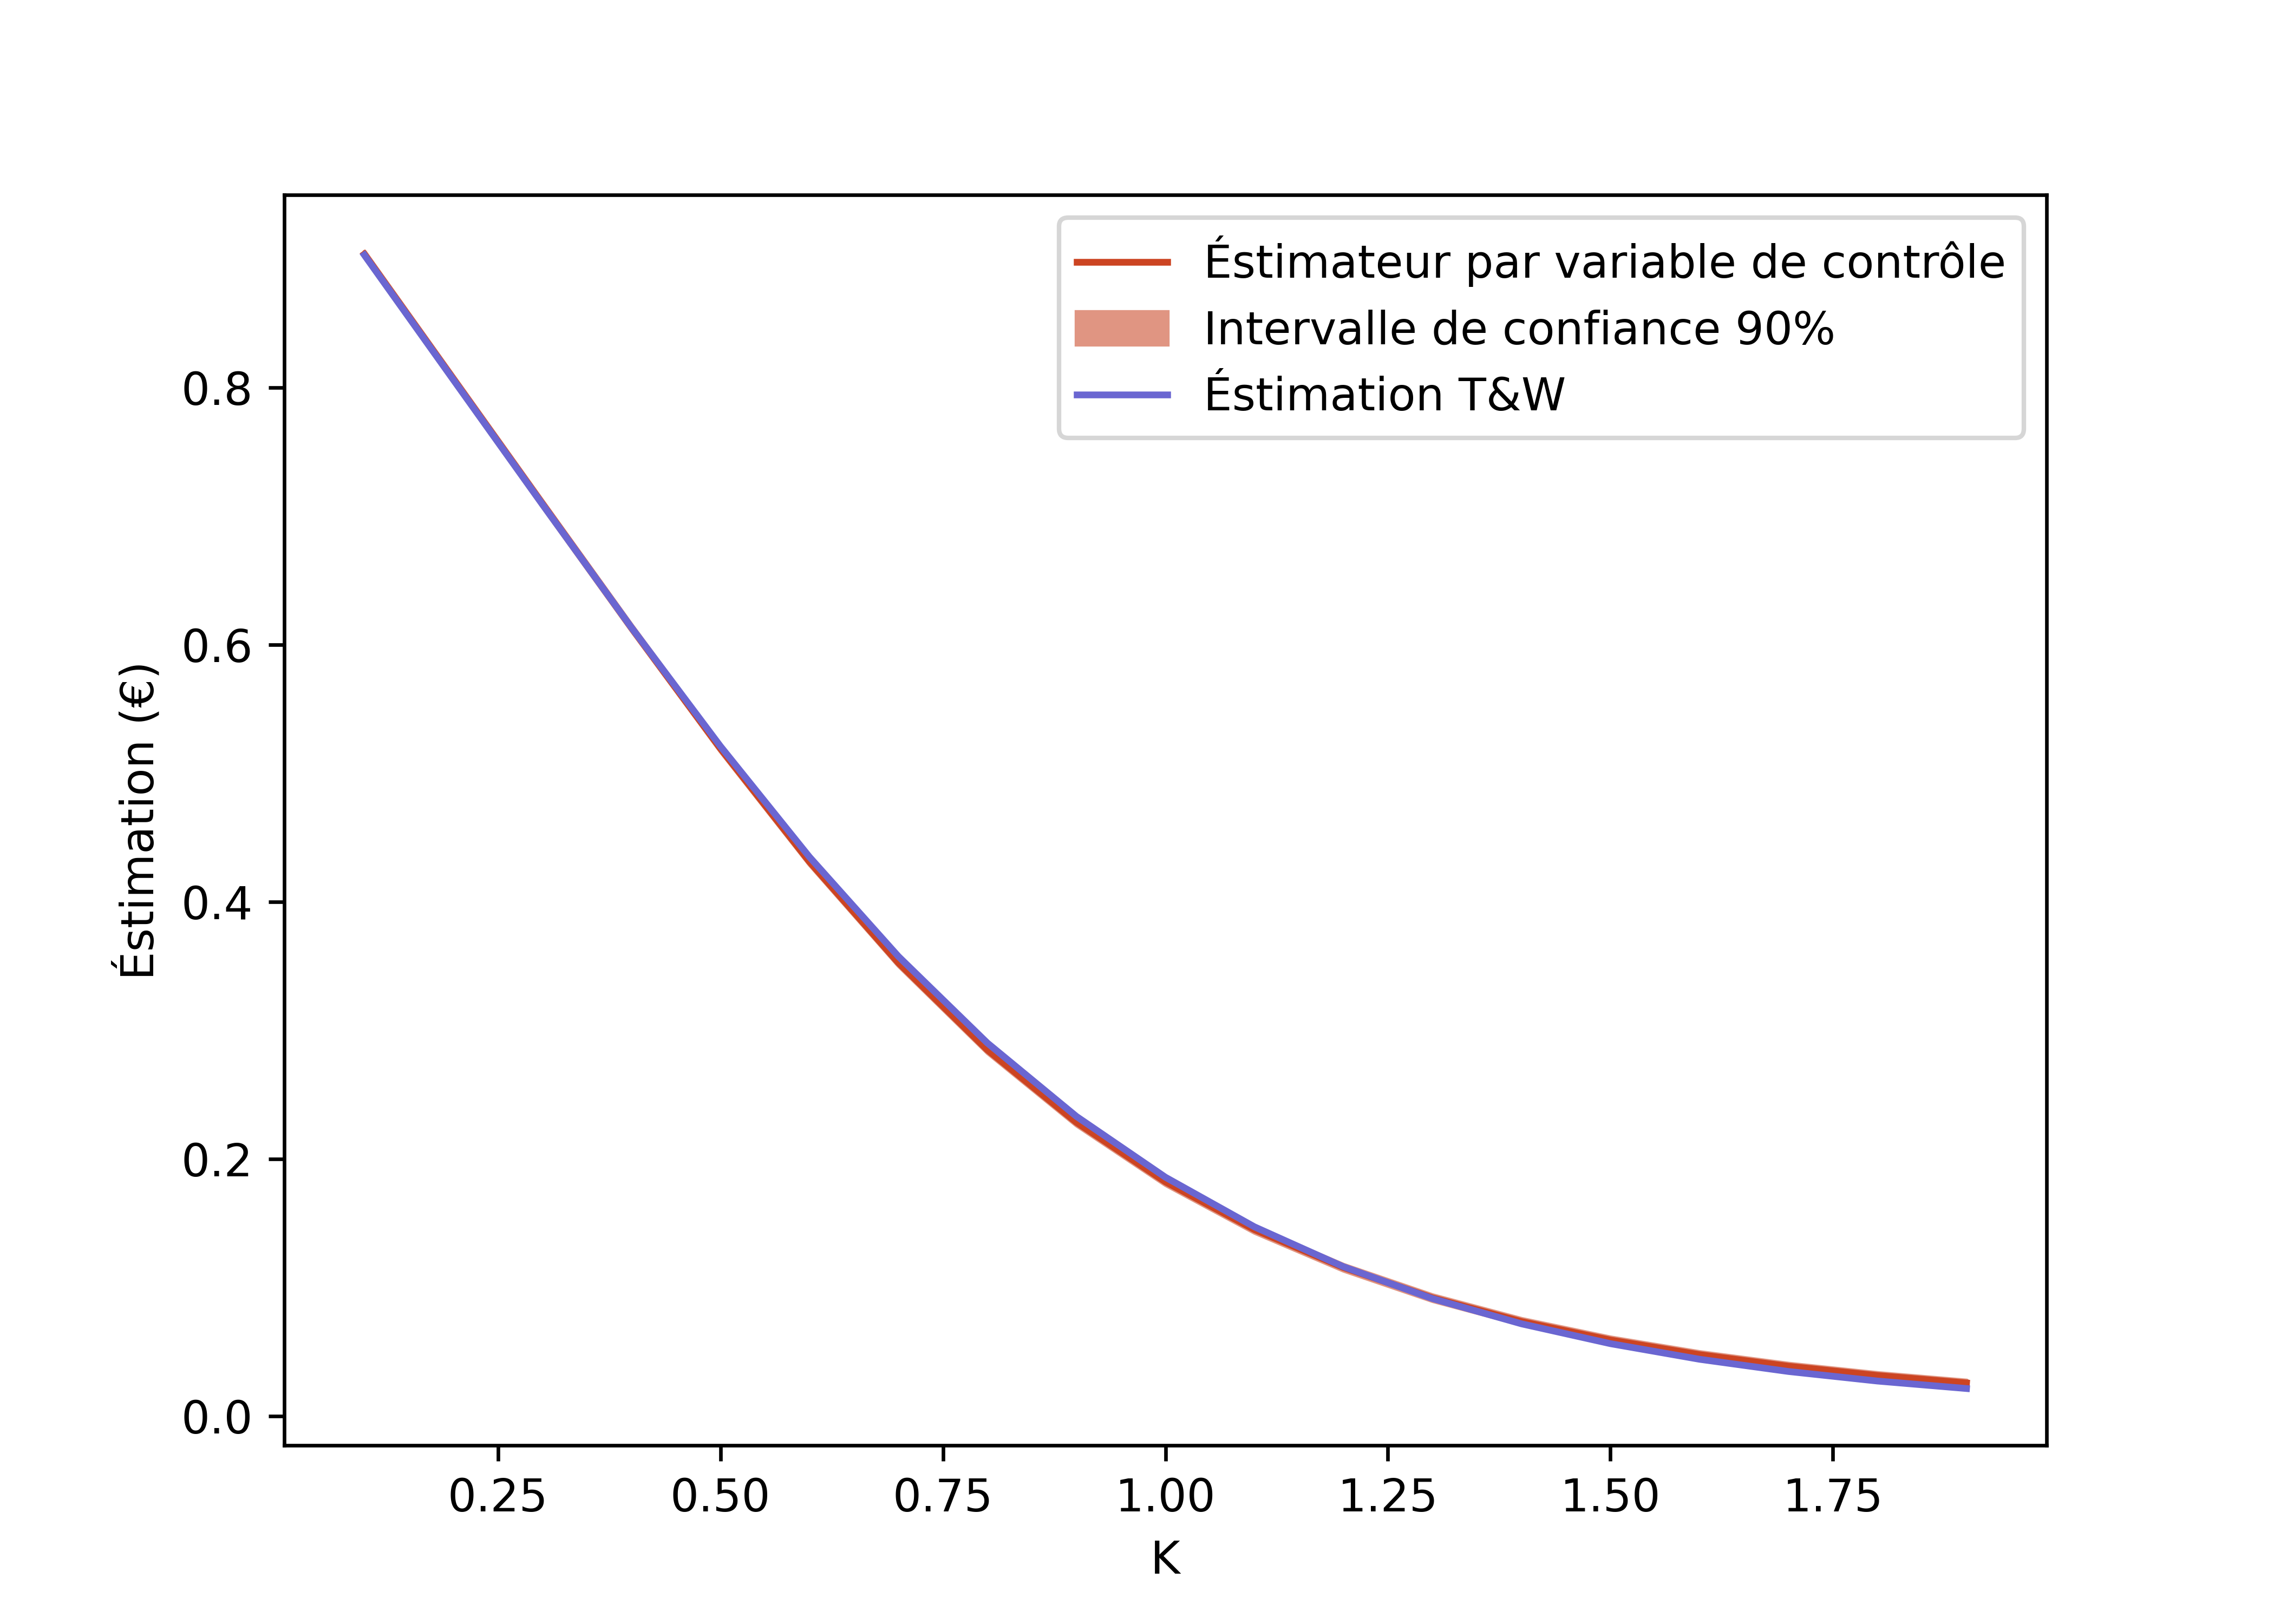 Éstimateur par variable de contrôle
Intervalle de confiance 90%
Éstimation T&W
Éstimation (€)
0.8
0.6
0.4
0.2
0.0
0.25 0.50 0.75 1.00 1.25 1.50 1.75
K